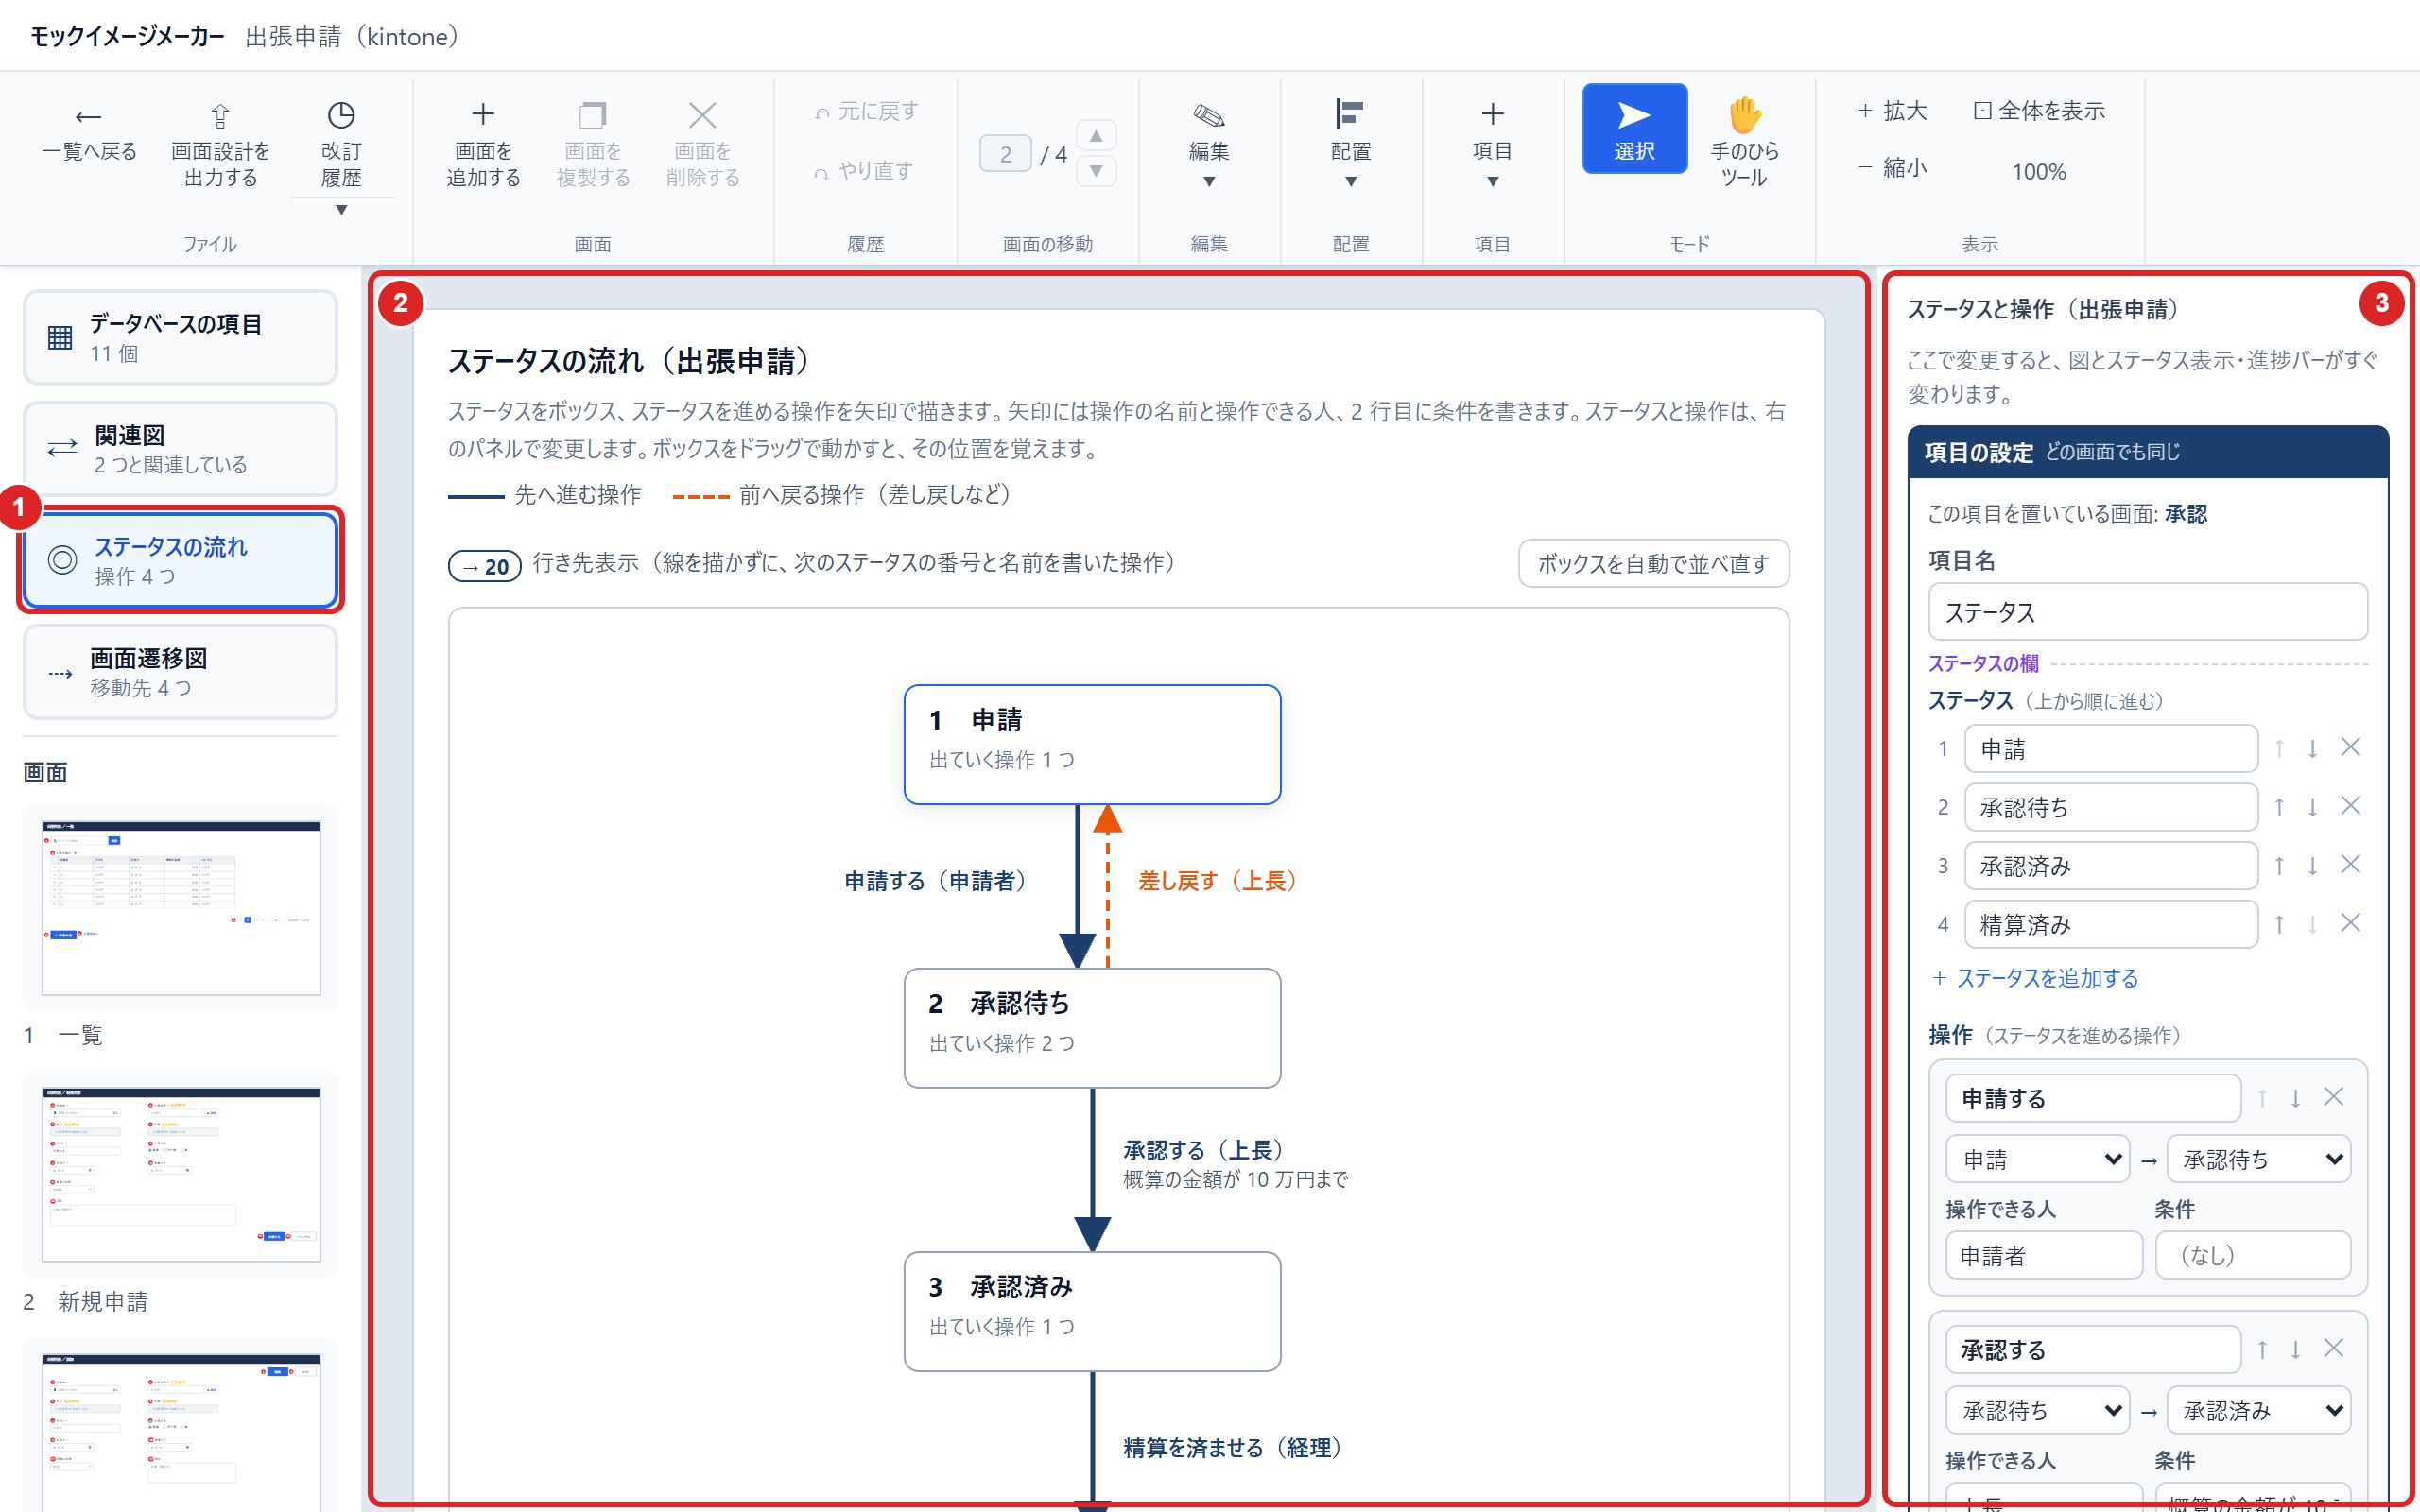 モックイメージメーカー 出張申請（kintone）
← 一覧へ戻る
画面設計を
出力する
改訂
履歴
▼
ファイル
+
画面を
追加する
画面を
複製する
画面を
削除する
画面
元に戻す
やり直す
履歴
2 / 4
▲
▼
画面の移動
編集
▼
編集
配置
▼
配置
+
項目
▼
項目
選択
手のひら
ツール
モード
+ 拡大
全体を表示
− 縮小
100%
表示
データベースの項目
11 個
関連図
2 つと関連している
1
ステータスの流れ
操作 4 つ
画面遷移図
移動先 4 つ
画面
1 一覧
2 新規申請
2
ステータスの流れ（出張申請）
ステータスをボックス、ステータスを進める操作を矢印で描きます。矢印には操作の名前と操作できる人、2 行目に条件を書きます。ステータスと操作は、右
のパネルで変更します。ボックスをドラッグで動かすと、その位置を覚えます。
先へ進む操作 前へ戻る操作（差し戻しなど）
→ 20 行き先表示（線を描かずに、次のステータスの番号と名前を書いた操作）
ボックスを自動で並べ直す
1 申請
出ていく操作 1 つ
申請する（申請者）
差し戻す（上長）
2 承認待ち
出ていく操作 2 つ
承認する（上長）
概算の金額が 10 万円まで
3 承認済み
出ていく操作 1 つ
精算を済ませる（経理）
3
ステータスと操作（出張申請）
ここで変更すると、図とステータス表示・進捗バーがすぐ
変わります。
項目の設定 どの画面でも同じ
この項目を置いている画面: 承認
項目名
ステータス
ステータスの欄
ステータス（上から順に進む）
1 申請 ↑ ↓ ×
2 承認待ち ↑ ↓ ×
3 承認済み ↑ ↓ ×
4 精算済み ↑ ↓ ×
+ ステータスを追加する
操作（ステータスを進める操作）
申請する ↑ ↓ ×
申請 → 承認待ち
操作できる人 条件
申請者 （なし）
承認する ↑ ↓ ×
承認待ち → 承認済み
操作できる人 条件
上長 概算の金額が 10